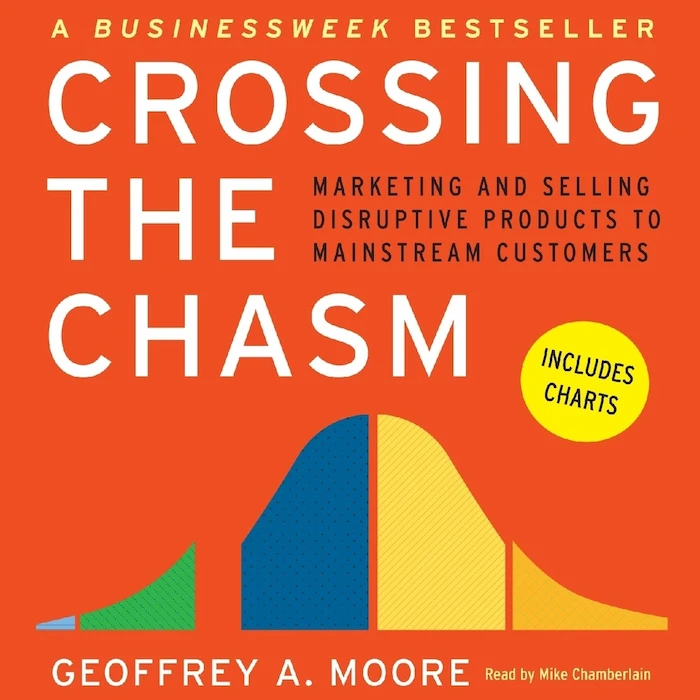 A BUSINESSWEEK BESTSELLER
CROSSING
THE
CHASM
MARKETING AND SELLING
DISRUPTIVE PRODUCTS TO
MAINSTREAM CUSTOMERS
INCLUDES
CHARTS
GEOFFREY A. MOORE
Read by Mike Chamberlain